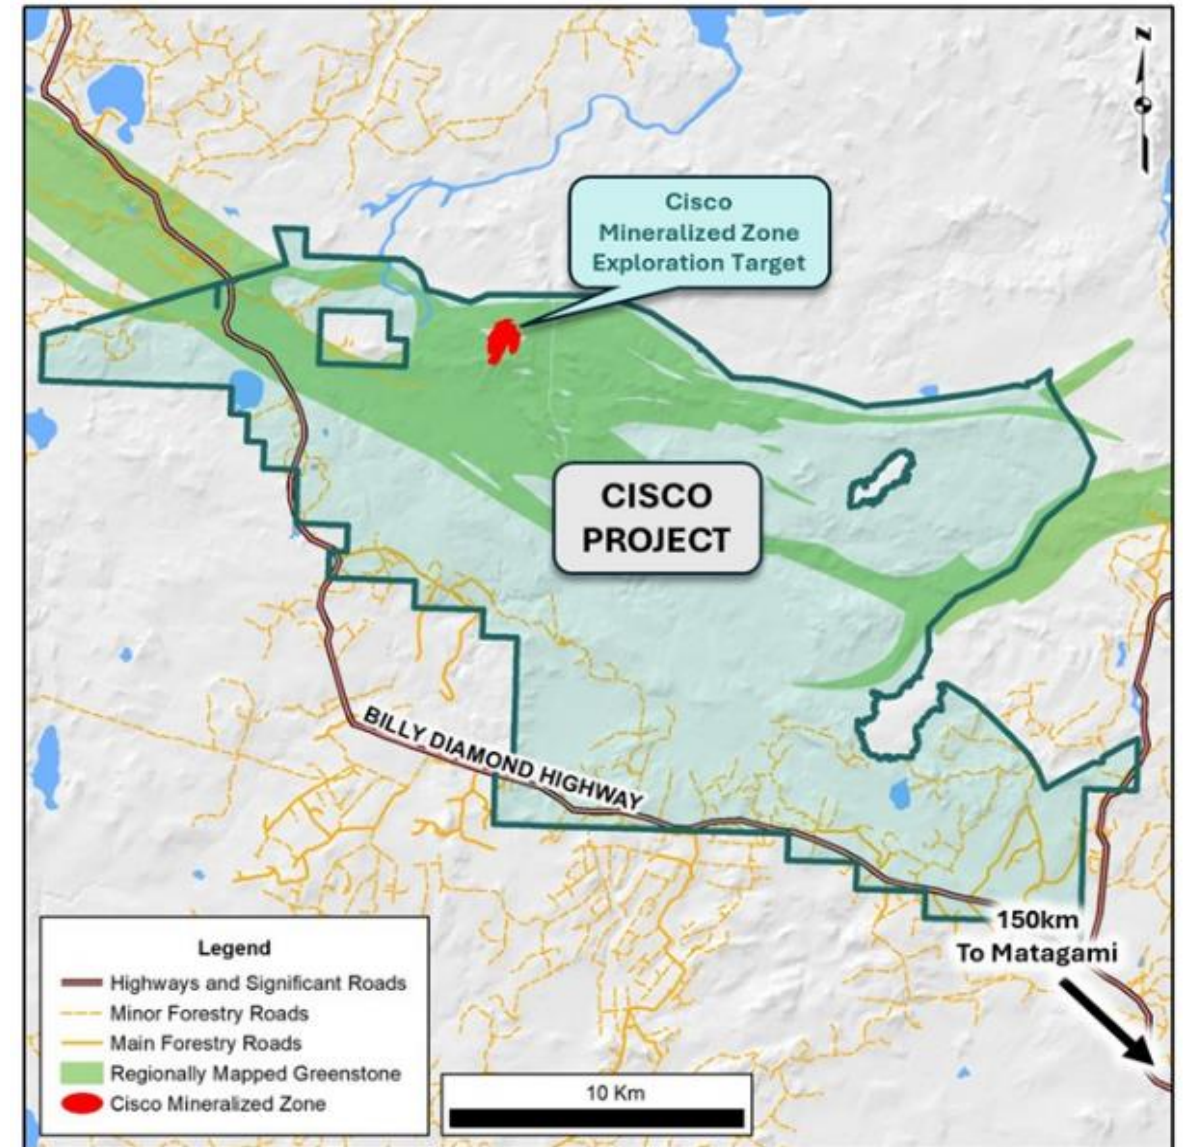 N
Cisco
Mineralized Zone
Exploration Target
CISCO
PROJECT
BILLY DIAMOND HIGHWAY
150km
To Matagami
Legend
Highways and Significant Roads
Minor Forestry Roads
Main Forestry Roads
Regionally Mapped Greenstone
Cisco Mineralized Zone
10 Km